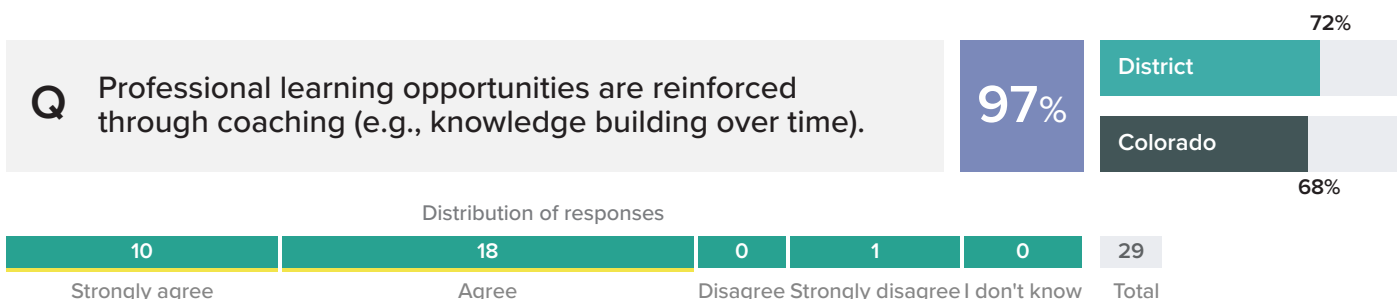 72%
Q Professional learning opportunities are reinforced
through coaching (e.g., knowledge building over time).
97%
District
Colorado
68%
Distribution of responses
10 18 0 1 0 29
Strongly agree Agree Disagree Strongly disagree I don't know Total